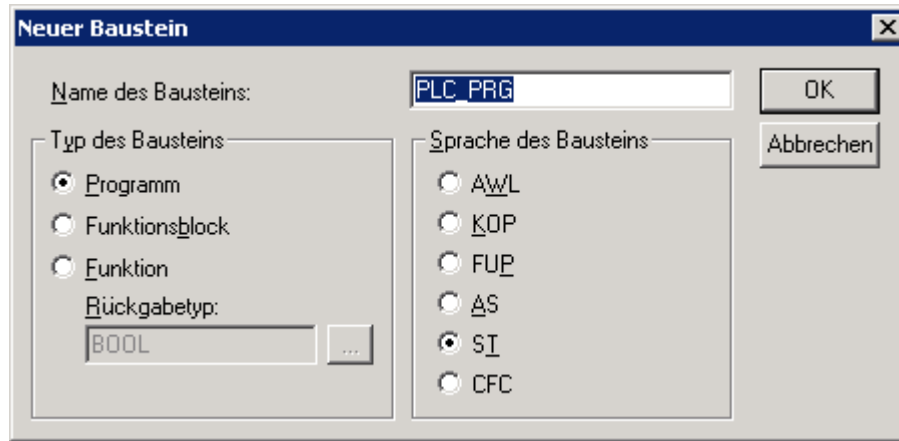 Neuer Baustein
Name des Bausteins:
PLC_PRG
OK
Abbrechen
Typ des Bausteins
Programm
Funktionsblock
Funktion
Rückgabetyp:
BOOL
...
Sprache des Bausteins
AWL
KOP
FUP
AS
ST
CFC